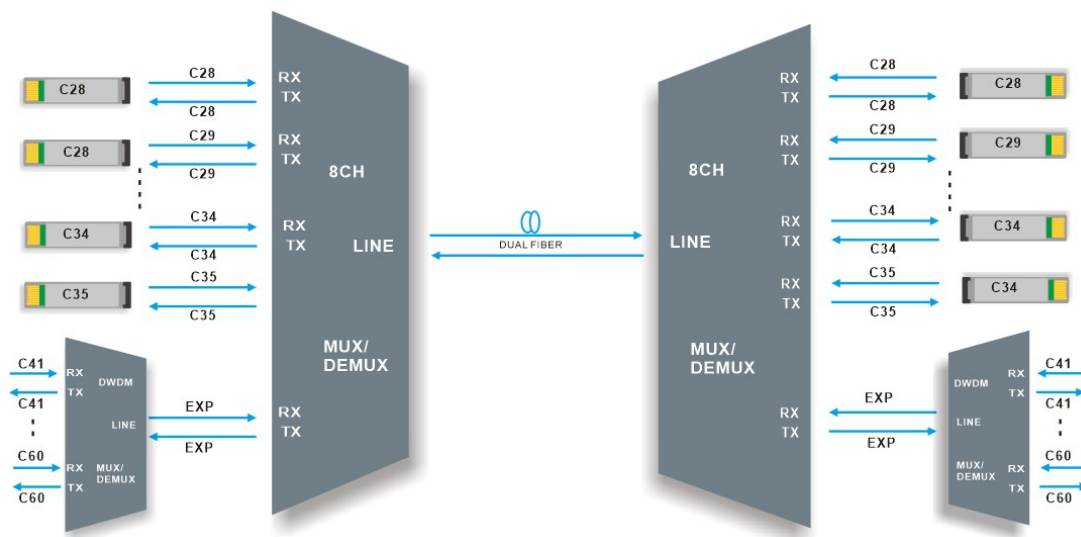 C28
C28
C28
RX
TX
C28
C29
C29
RX
TX
8CH
C34
C34
C34
RX
TX
LINE
C35
C35
C35
MUX/
DEMUX
C41
C41
RX
TX
DWDM
LINE
C60
C60
RX
TX
MUX/
DEMUX
EXP
EXP
RX
TX
DUAL FIBER
RX
TX
C28
C28
C28
RX
TX
C29
C29
C29
8CH
RX
TX
C34
C34
C34
LINE
RX
TX
C35
C35
C34
MUX/
DEMUX
RX
TX
EXP
EXP
DWDM
RX
TX
C41
C41
LINE
MUX/
DEMUX
RX
TX
C60
C60